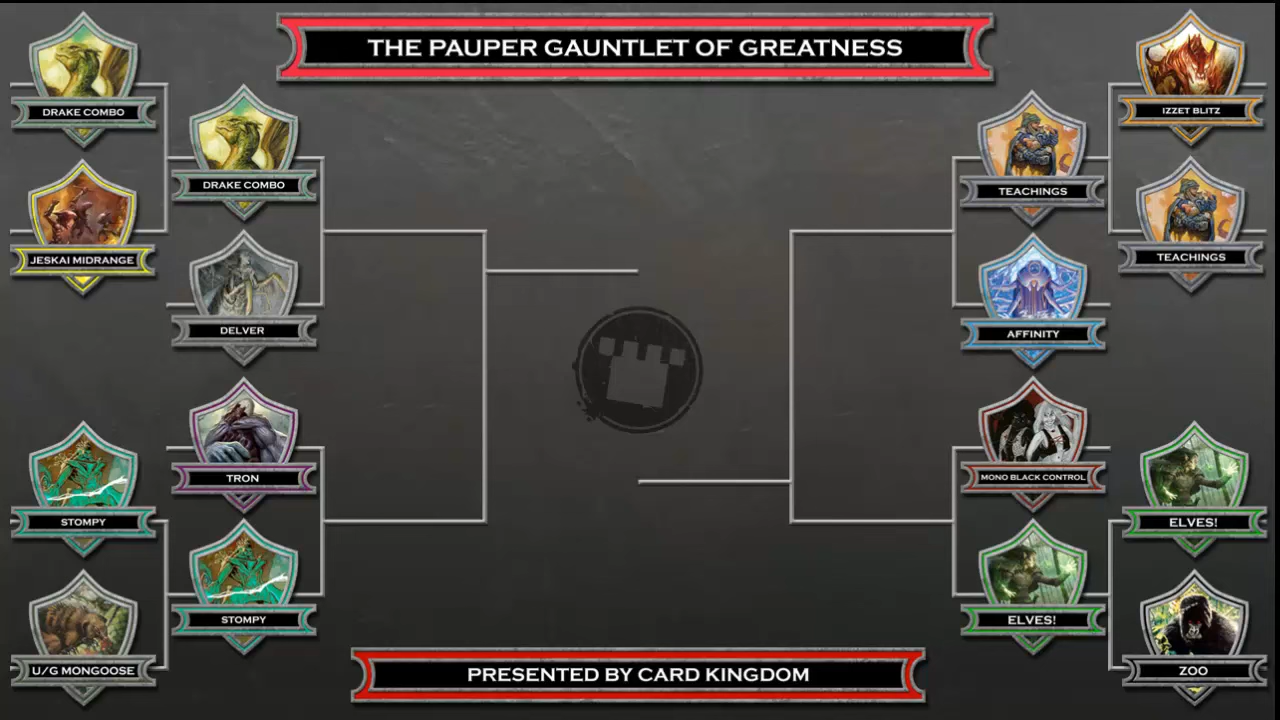 THE PAUPER GAUNTLET OF GREATNESS
DRAKE COMBO
JESKAI MIDRANGE
DRAKE COMBO
DELVER
TRON
STOMPY
STOMPY
U/G MONGOOSE
IZZET BLITZ
TEACHINGS
TEACHINGS
AFFINITY
MONO BLACK CONTROL
ELVES!
ELVES!
ZOO
PRESENTED BY CARD KINGDOM